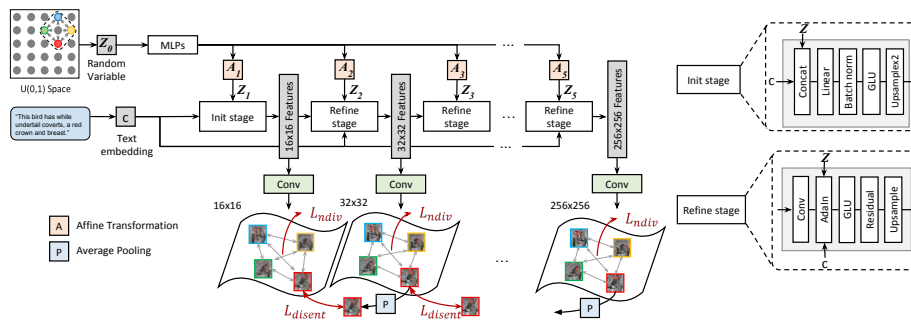 U(0,1) Space
Z0
Random
Variable
MLPs
...
A1
A2
A3
A5
Z1
Z2
Z3
Z5
"This bird has white
undertail coverts, a red
crown and breast."
C
Text
embedding
Init stage
16x16 Features
Refine
stage
32x32 Features
Refine
stage
...
Refine
stage
256x256 Features
...
Conv
Conv
Conv
16x16
Lndiv
32x32
Lndiv
256x256
Lndiv
...
Ldisent
P
Ldisent
P
A
Affine Transformation
P
Average Pooling
Init stage
Z
C
Concat
Linear
Batch norm
GLU
Upsamplex2
Refine stage
Z
Conv
AdaIn
GLU
Residual
Upsample
C